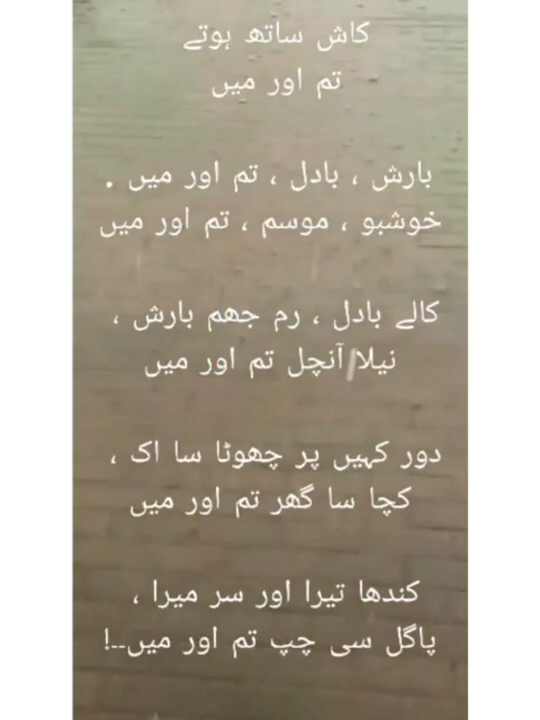 کاش ساتھ ہوتے
تم اور میں
بارش ، بادل ، تم اور میں .
خوشبو ، موسم ، تم اور میں
کالے بادل ، رم جھم بارش ،
نیلا آنچل تم اور میں
دور کہیں پر چھوٹا سا اک ،
کچا سا گھر تم اور میں
کندھا تیرا اور سر میرا ،
پاگل سی چپ تم اور میں--!